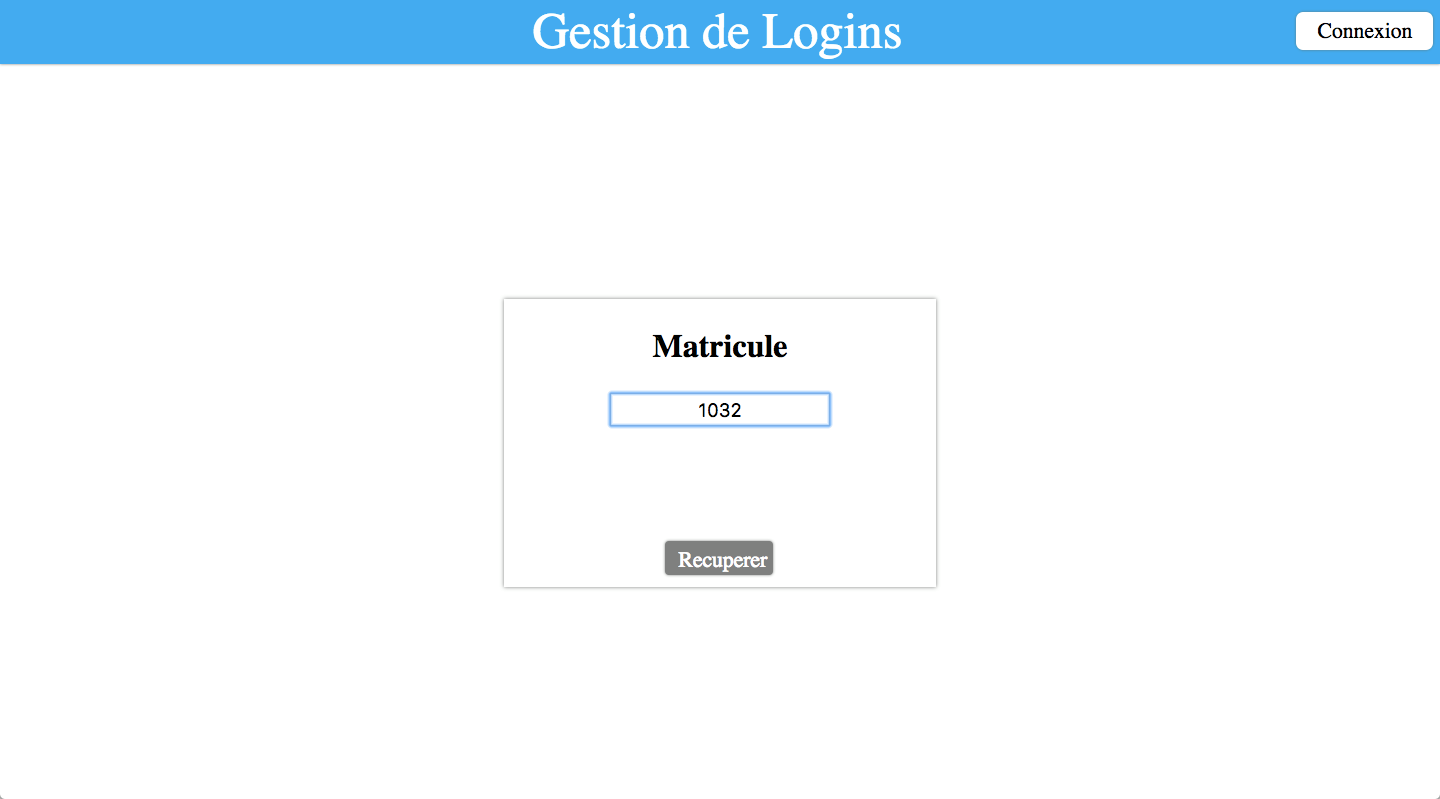 Gestion de Logins
Connexion
Matricule
1032
Recuperer